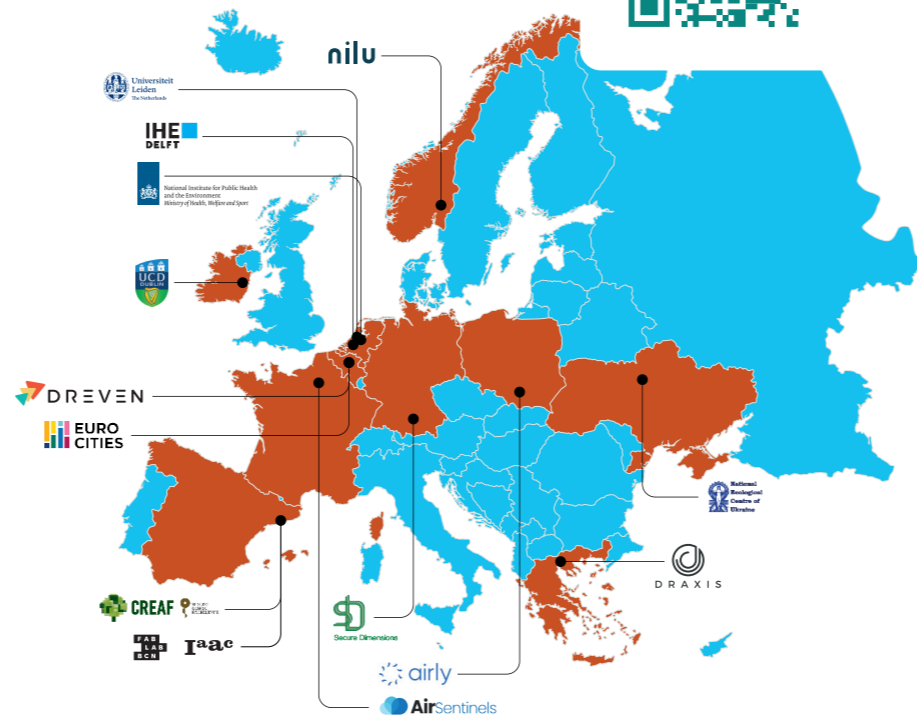 nilu
Universiteit
Leiden
The Netherlands
IHE
DELFT
National Institute for Public Health
and the Environment
Ministry of Health, Welfare and Sport
UCD
DUBLIN
DREVEN
EURO
CITIES
National
Ecological
Centre of
Ukraine
DRAXIS
CREAF
FAB
LAB
BCN
Iaac
SD
Secure Dimensions
airly
AirSentinels